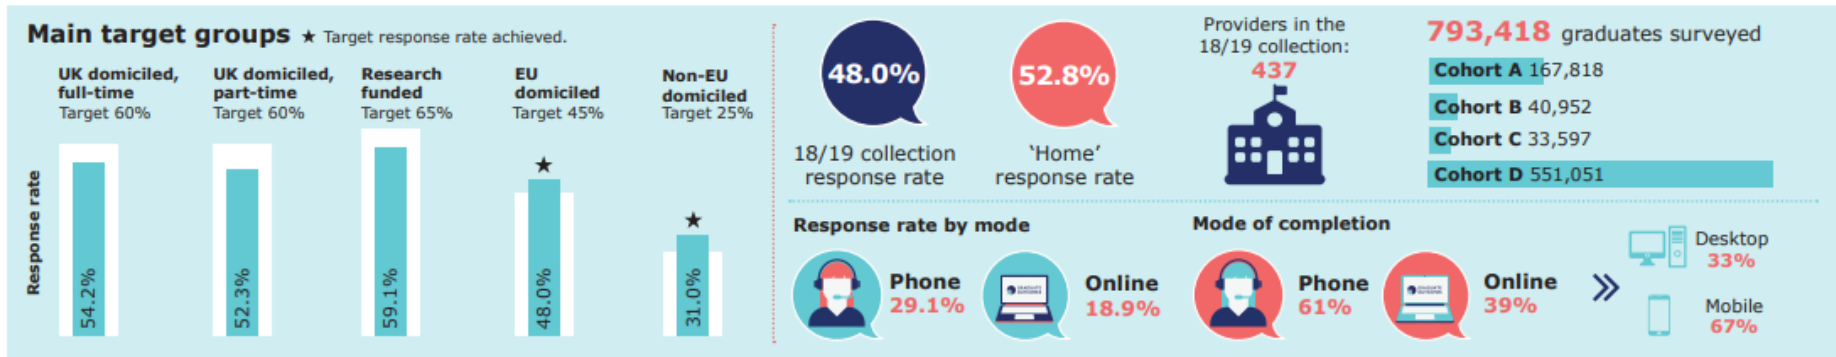 Main target groups ★ Target response rate achieved.
UK domiciled,
full-time
Target 60%
UK domiciled,
part-time
Target 60%
Research
funded
Target 65%
EU
domiciled
Target 45%
Non-EU
domiciled
Target 25%
Response rate
54.2%
52.3%
59.1%
★
48.0%
★
31.0%
48.0%
18/19 collection
response rate
52.8%
‘Home’
response rate
Providers in the
18/19 collection:
437
793,418 graduates surveyed
Cohort A 167,818
Cohort B 40,952
Cohort C 33,597
Cohort D 551,051
Response rate by mode
Phone
29.1%
Online
18.9%
Mode of completion
Phone
61%
Online
39%
Desktop
33%
Mobile
67%